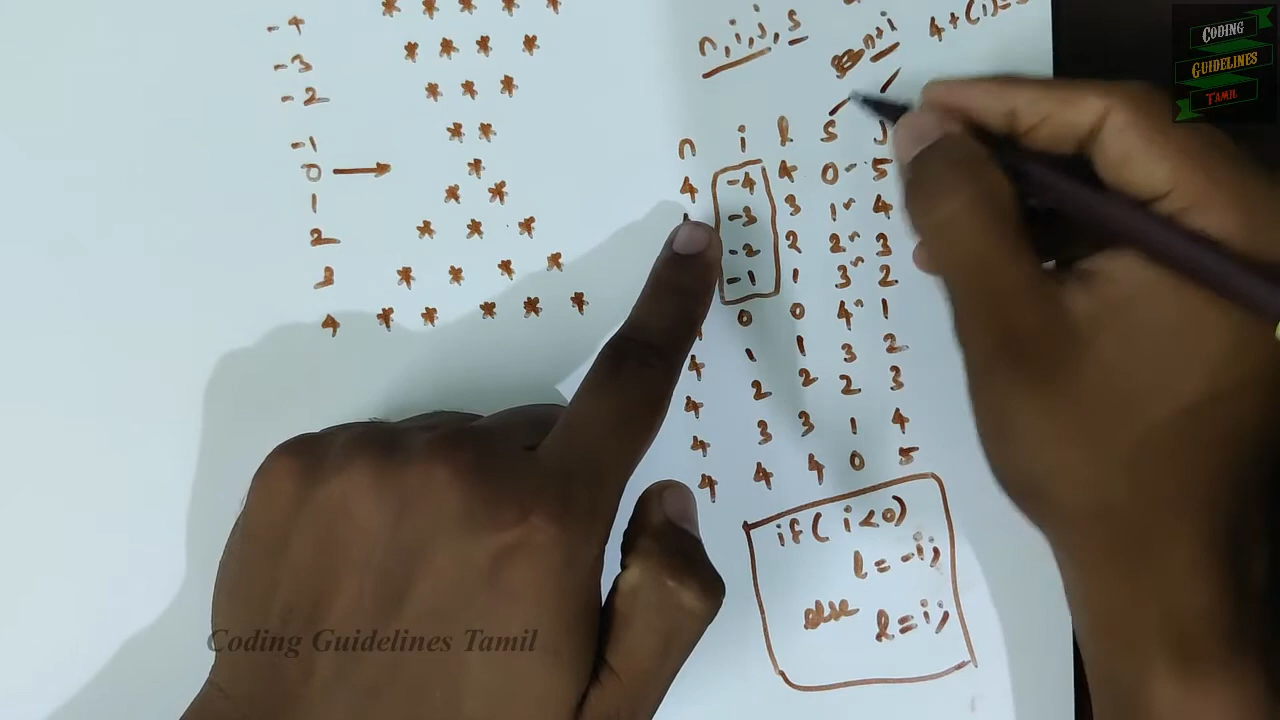 -4 * * * * *
-3 * * * *
-2 * * *
-1 * *
0 → *
1 * *
2 * * *
3 * * * *
4 * * * * *
n, i, j, s
n+i
n i l s j
4 -4 4 0 5
-3 3 1 4
-2 2 2 3
-1 1 3 2
0 0 4 1
4 1 1 3 2
4 2 2 2 3
4 3 3 1 4
4 4 4 0 5
if( i<0)
l = -i;
else l = i;
CODING
GUIDELINES
TAMIL
Coding Guidelines Tamil